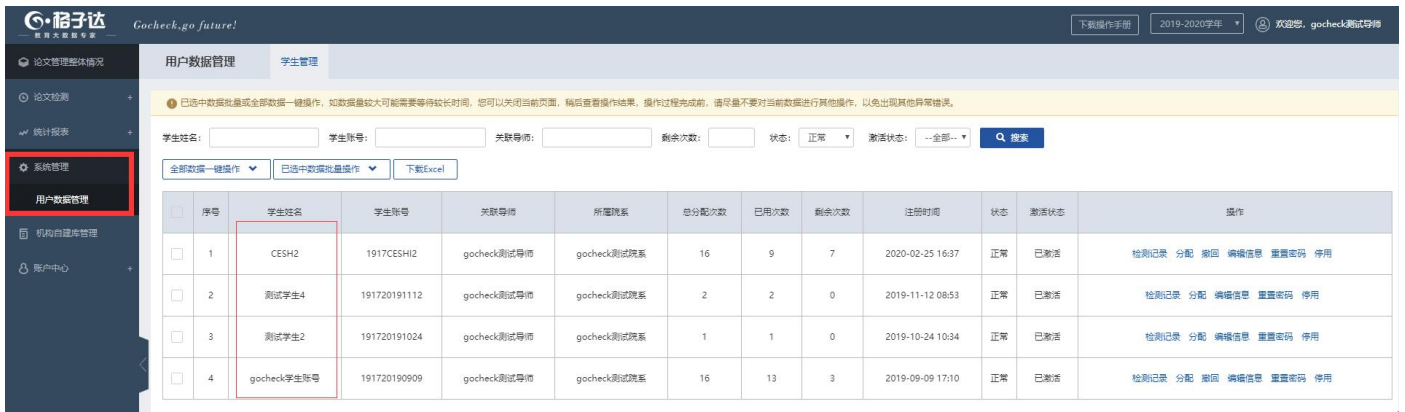 格子达 Gocheck,go future! 下载操作手册 2019-2020学年 欢迎您，gocheck测试导师
教育大数据专家
论文管理整体情况 用户数据管理 学生管理
论文检测 +
已选中数据批量或全部数据一键操作，如数据量较大可能需要等待较长时间，您可以关闭当前页面，稍后查看操作结果，操作过程完成前，请尽量不要对当前数据进行其他操作，以免出现其他异常错误。
统计报表 +
学生姓名： 学生账号： 关联导师： 剩余次数： 状态： 正常 激活状态： --全部-- 搜索
系统管理
全部数据一键操作 已选中数据批量操作 下载Excel
用户数据管理
机构自建库管理
账户中心 +
序号 学生姓名 学生账号 关联导师 所属院系 总分配次数 已用次数 剩余次数 注册时间 状态 激活状态 操作
1 CESH2 1917CESHI2 gocheck测试导师 gocheck测试院系 16 9 7 2020-02-25 16:37 正常 已激活 检测记录 分配 撤回 编辑信息 重置密码 停用
2 测试学生4 191720191112 gocheck测试导师 gocheck测试院系 2 2 0 2019-11-12 08:53 正常 已激活 检测记录 分配 编辑信息 重置密码 停用
3 测试学生2 191720191024 gocheck测试导师 gocheck测试院系 1 1 0 2019-10-24 10:34 正常 已激活 检测记录 分配 编辑信息 重置密码 停用
4 gocheck学生账号 191720190909 gocheck测试导师 gocheck测试院系 16 13 3 2019-09-09 17:10 正常 已激活 检测记录 分配 撤回 编辑信息 重置密码 停用